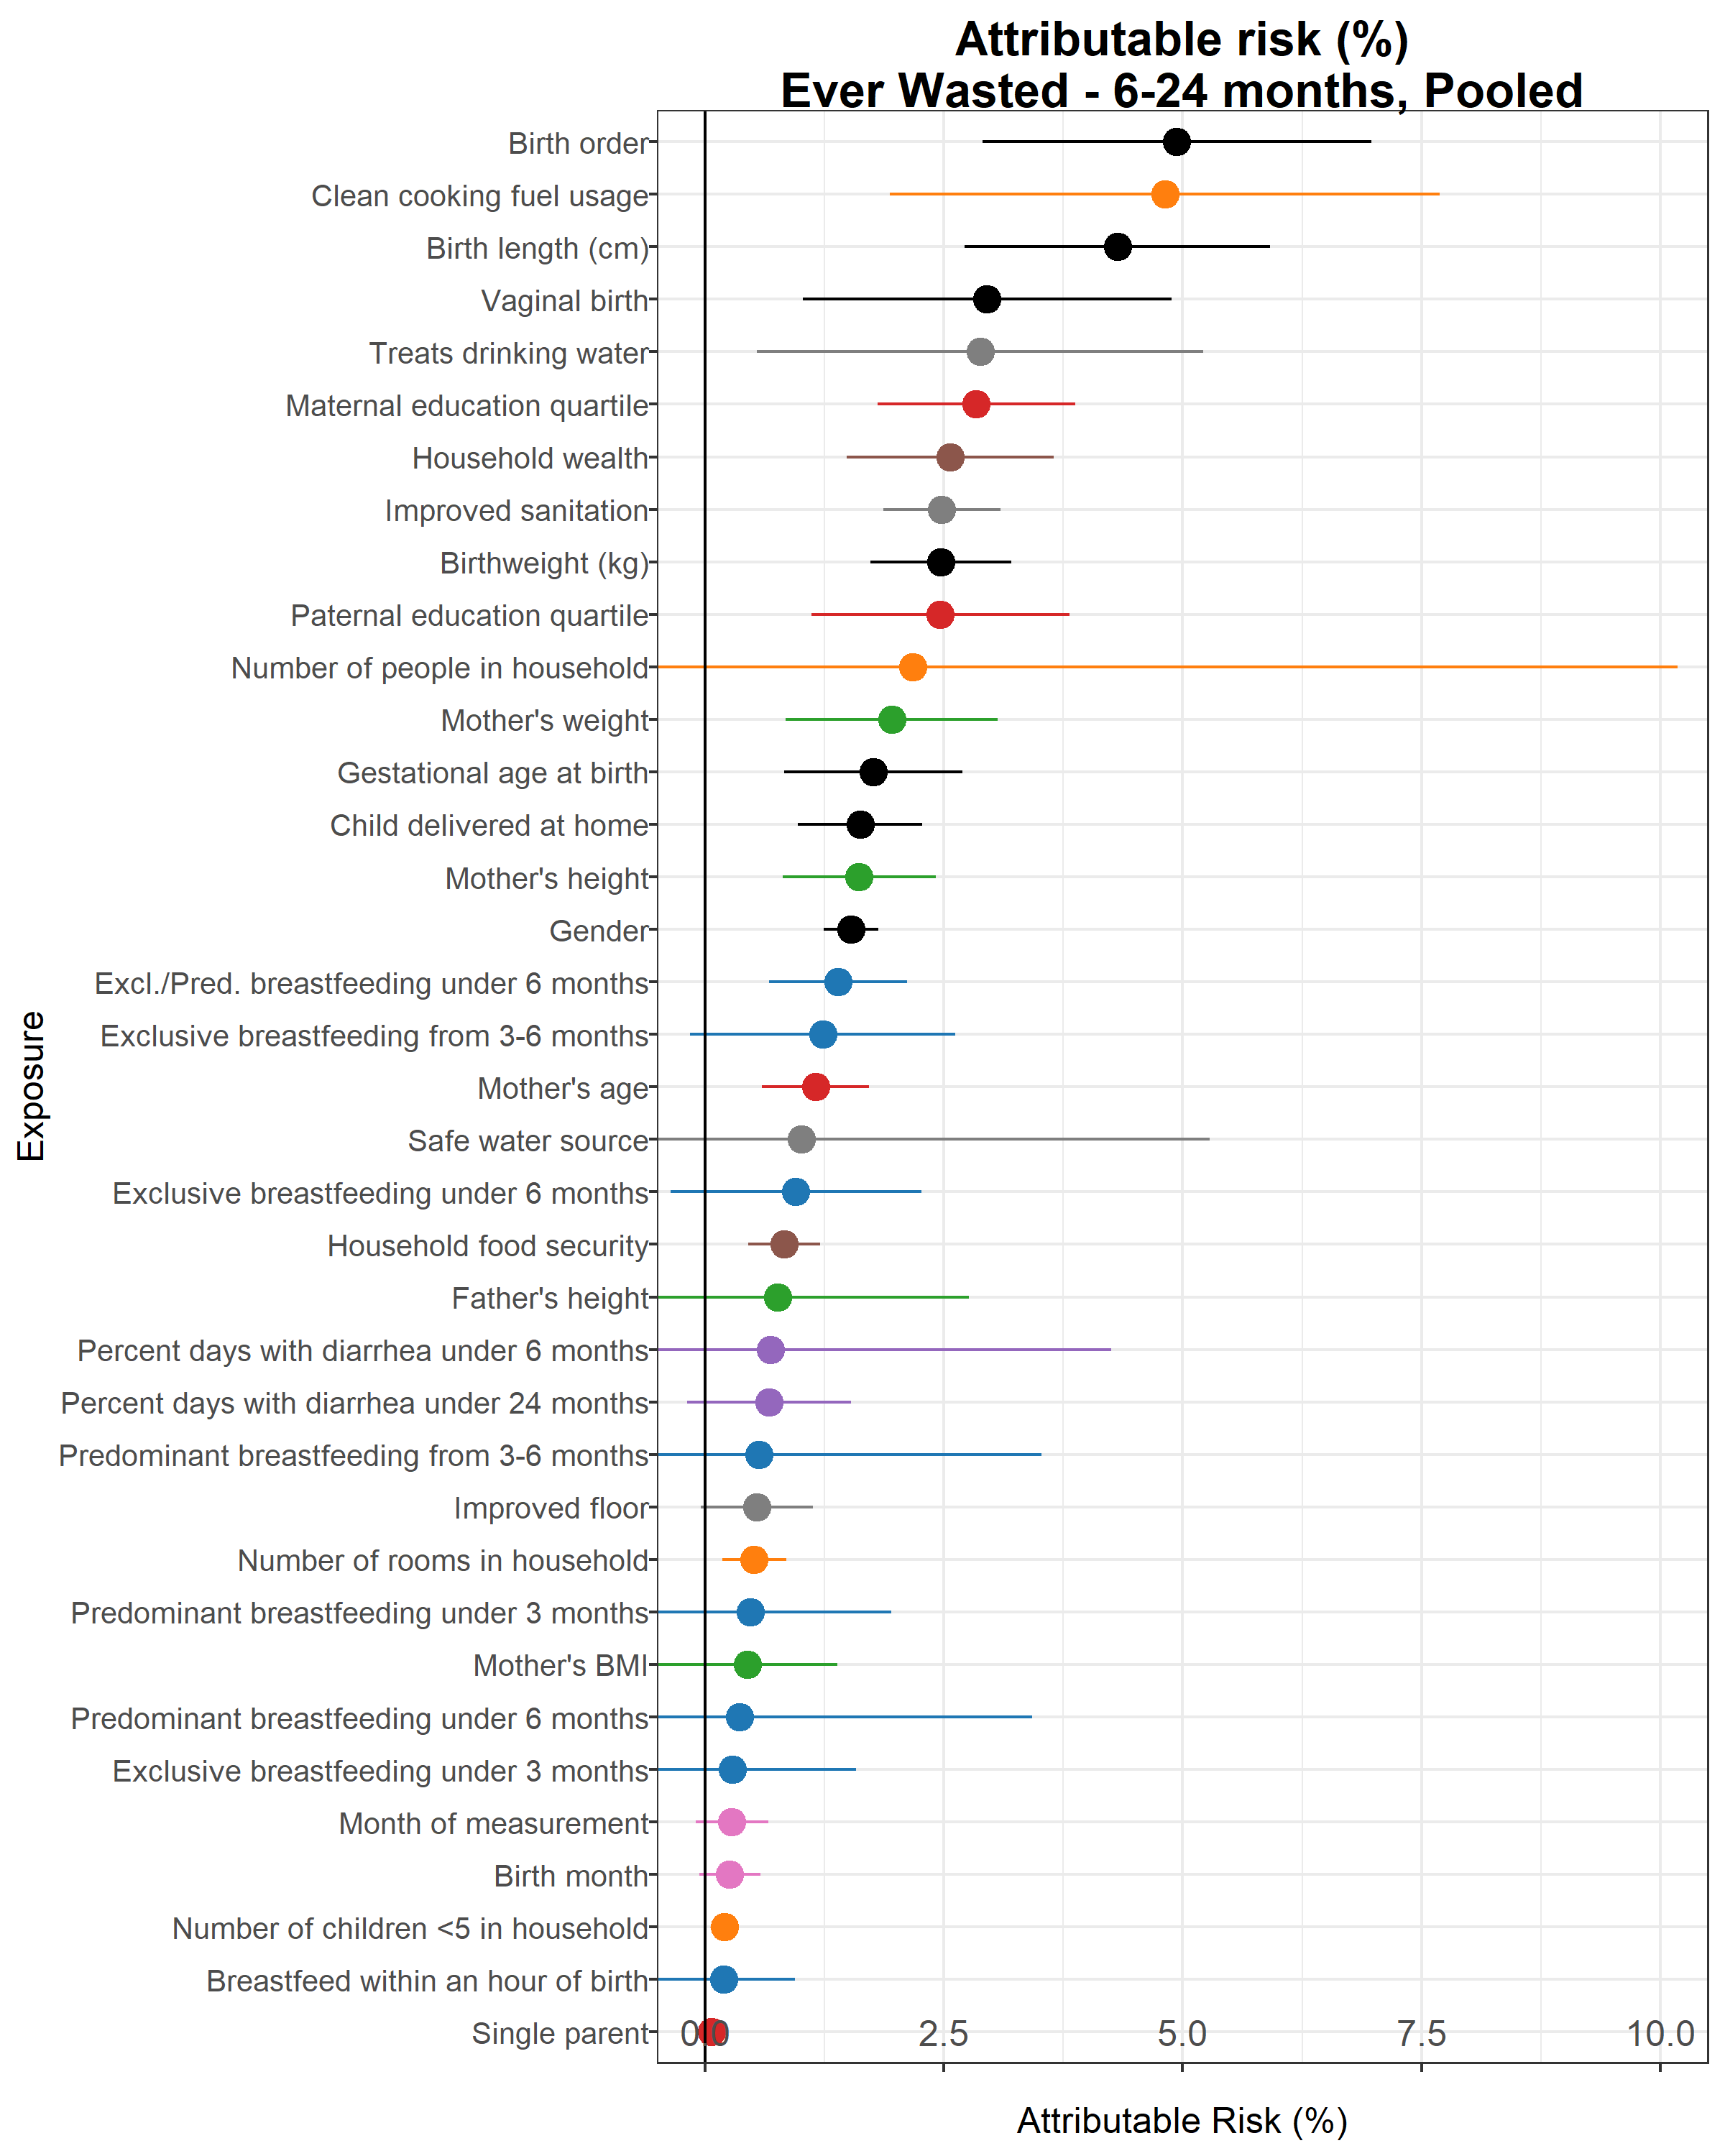 Attributable risk (%)
Ever Wasted - 6-24 months, Pooled
Birth order
Clean cooking fuel usage
Birth length (cm)
Vaginal birth
Treats drinking water
Maternal education quartile
Household wealth
Improved sanitation
Birthweight (kg)
Paternal education quartile
Number of people in household
Mother's weight
Gestational age at birth
Child delivered at home
Mother's height
Gender
Excl./Pred. breastfeeding under 6 months
Exclusive breastfeeding from 3-6 months
Mother's age
Safe water source
Exclusive breastfeeding under 6 months
Household food security
Father's height
Percent days with diarrhea under 6 months
Percent days with diarrhea under 24 months
Predominant breastfeeding from 3-6 months
Improved floor
Number of rooms in household
Predominant breastfeeding under 3 months
Mother's BMI
Predominant breastfeeding under 6 months
Exclusive breastfeeding under 3 months
Month of measurement
Birth month
Number of children <5 in household
Breastfeed within an hour of birth
Single parent
Exposure
0.0 2.5 5.0 7.5 10.0
Attributable Risk (%)